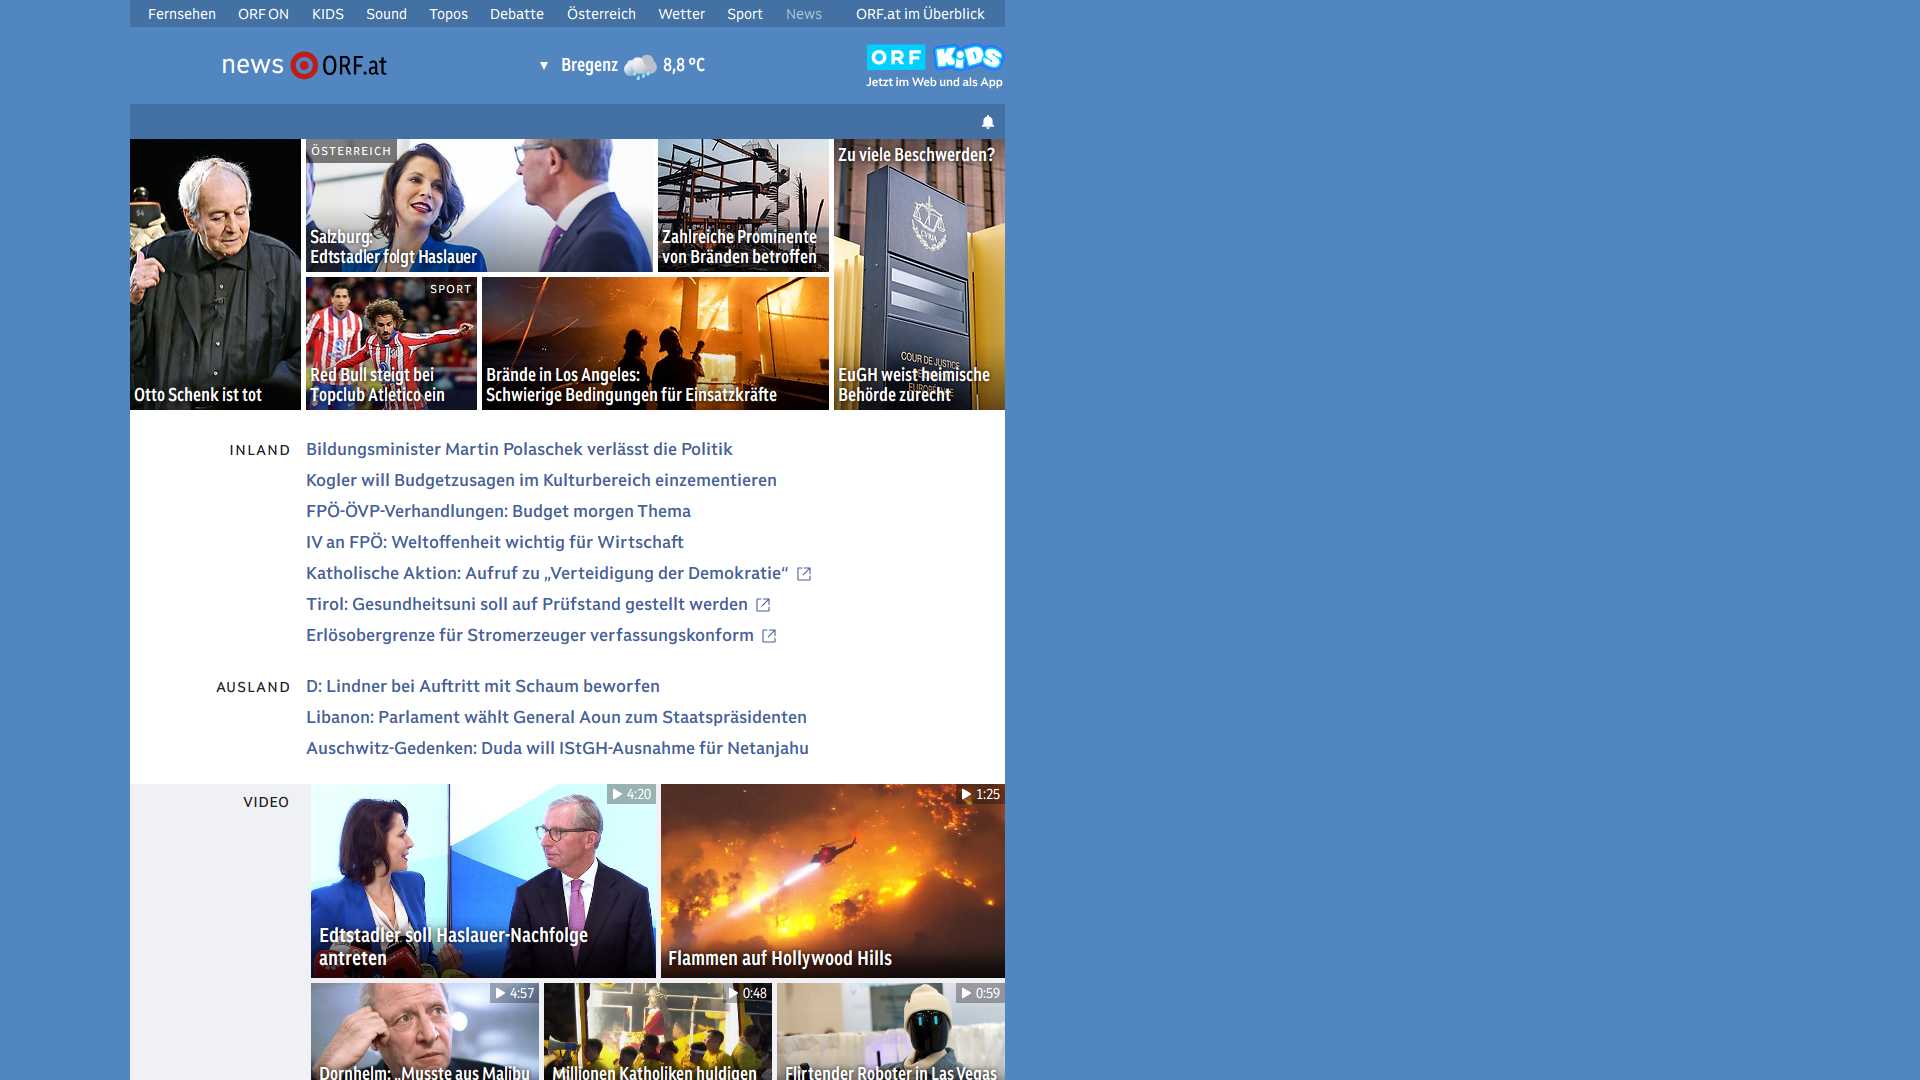 Fernsehen ORF ON KIDS Sound Topos Debatte Österreich Wetter Sport News ORF.at im Überblick
news ORF.at
▼ Bregenz 8,8 °C
ORF KiDS
Jetzt im Web und als App
Otto Schenk ist tot
ÖSTERREICH
Salzburg:
Edtstadler folgt Haslauer
Zahlreiche Prominente
von Bränden betroffen
Zu viele Beschwerden?
CVRIA
COUR DE JUSTICE
EuGH weist heimische
Behörde zurecht
SPORT
Red Bull steigt bei
Topclub Atletico ein
Brände in Los Angeles:
Schwierige Bedingungen für Einsatzkräfte
INLAND
Bildungsminister Martin Polaschek verlässt die Politik
Kogler will Budgetzusagen im Kulturbereich einzementieren
FPÖ-ÖVP-Verhandlungen: Budget morgen Thema
IV an FPÖ: Weltoffenheit wichtig für Wirtschaft
Katholische Aktion: Aufruf zu „Verteidigung der Demokratie“
Tirol: Gesundheitsuni soll auf Prüfstand gestellt werden
Erlösobergrenze für Stromerzeuger verfassungskonform
AUSLAND
D: Lindner bei Auftritt mit Schaum beworfen
Libanon: Parlament wählt General Aoun zum Staatspräsidenten
Auschwitz-Gedenken: Duda will IStGH-Ausnahme für Netanjahu
VIDEO
4:20
Edtstadler soll Haslauer-Nachfolge
antreten
1:25
Flammen auf Hollywood Hills
4:57
Dornhelm: „Musste aus Malibu
0:48
Millionen Katholiken huldigen
0:59
Flirtender Roboter in Las Vegas